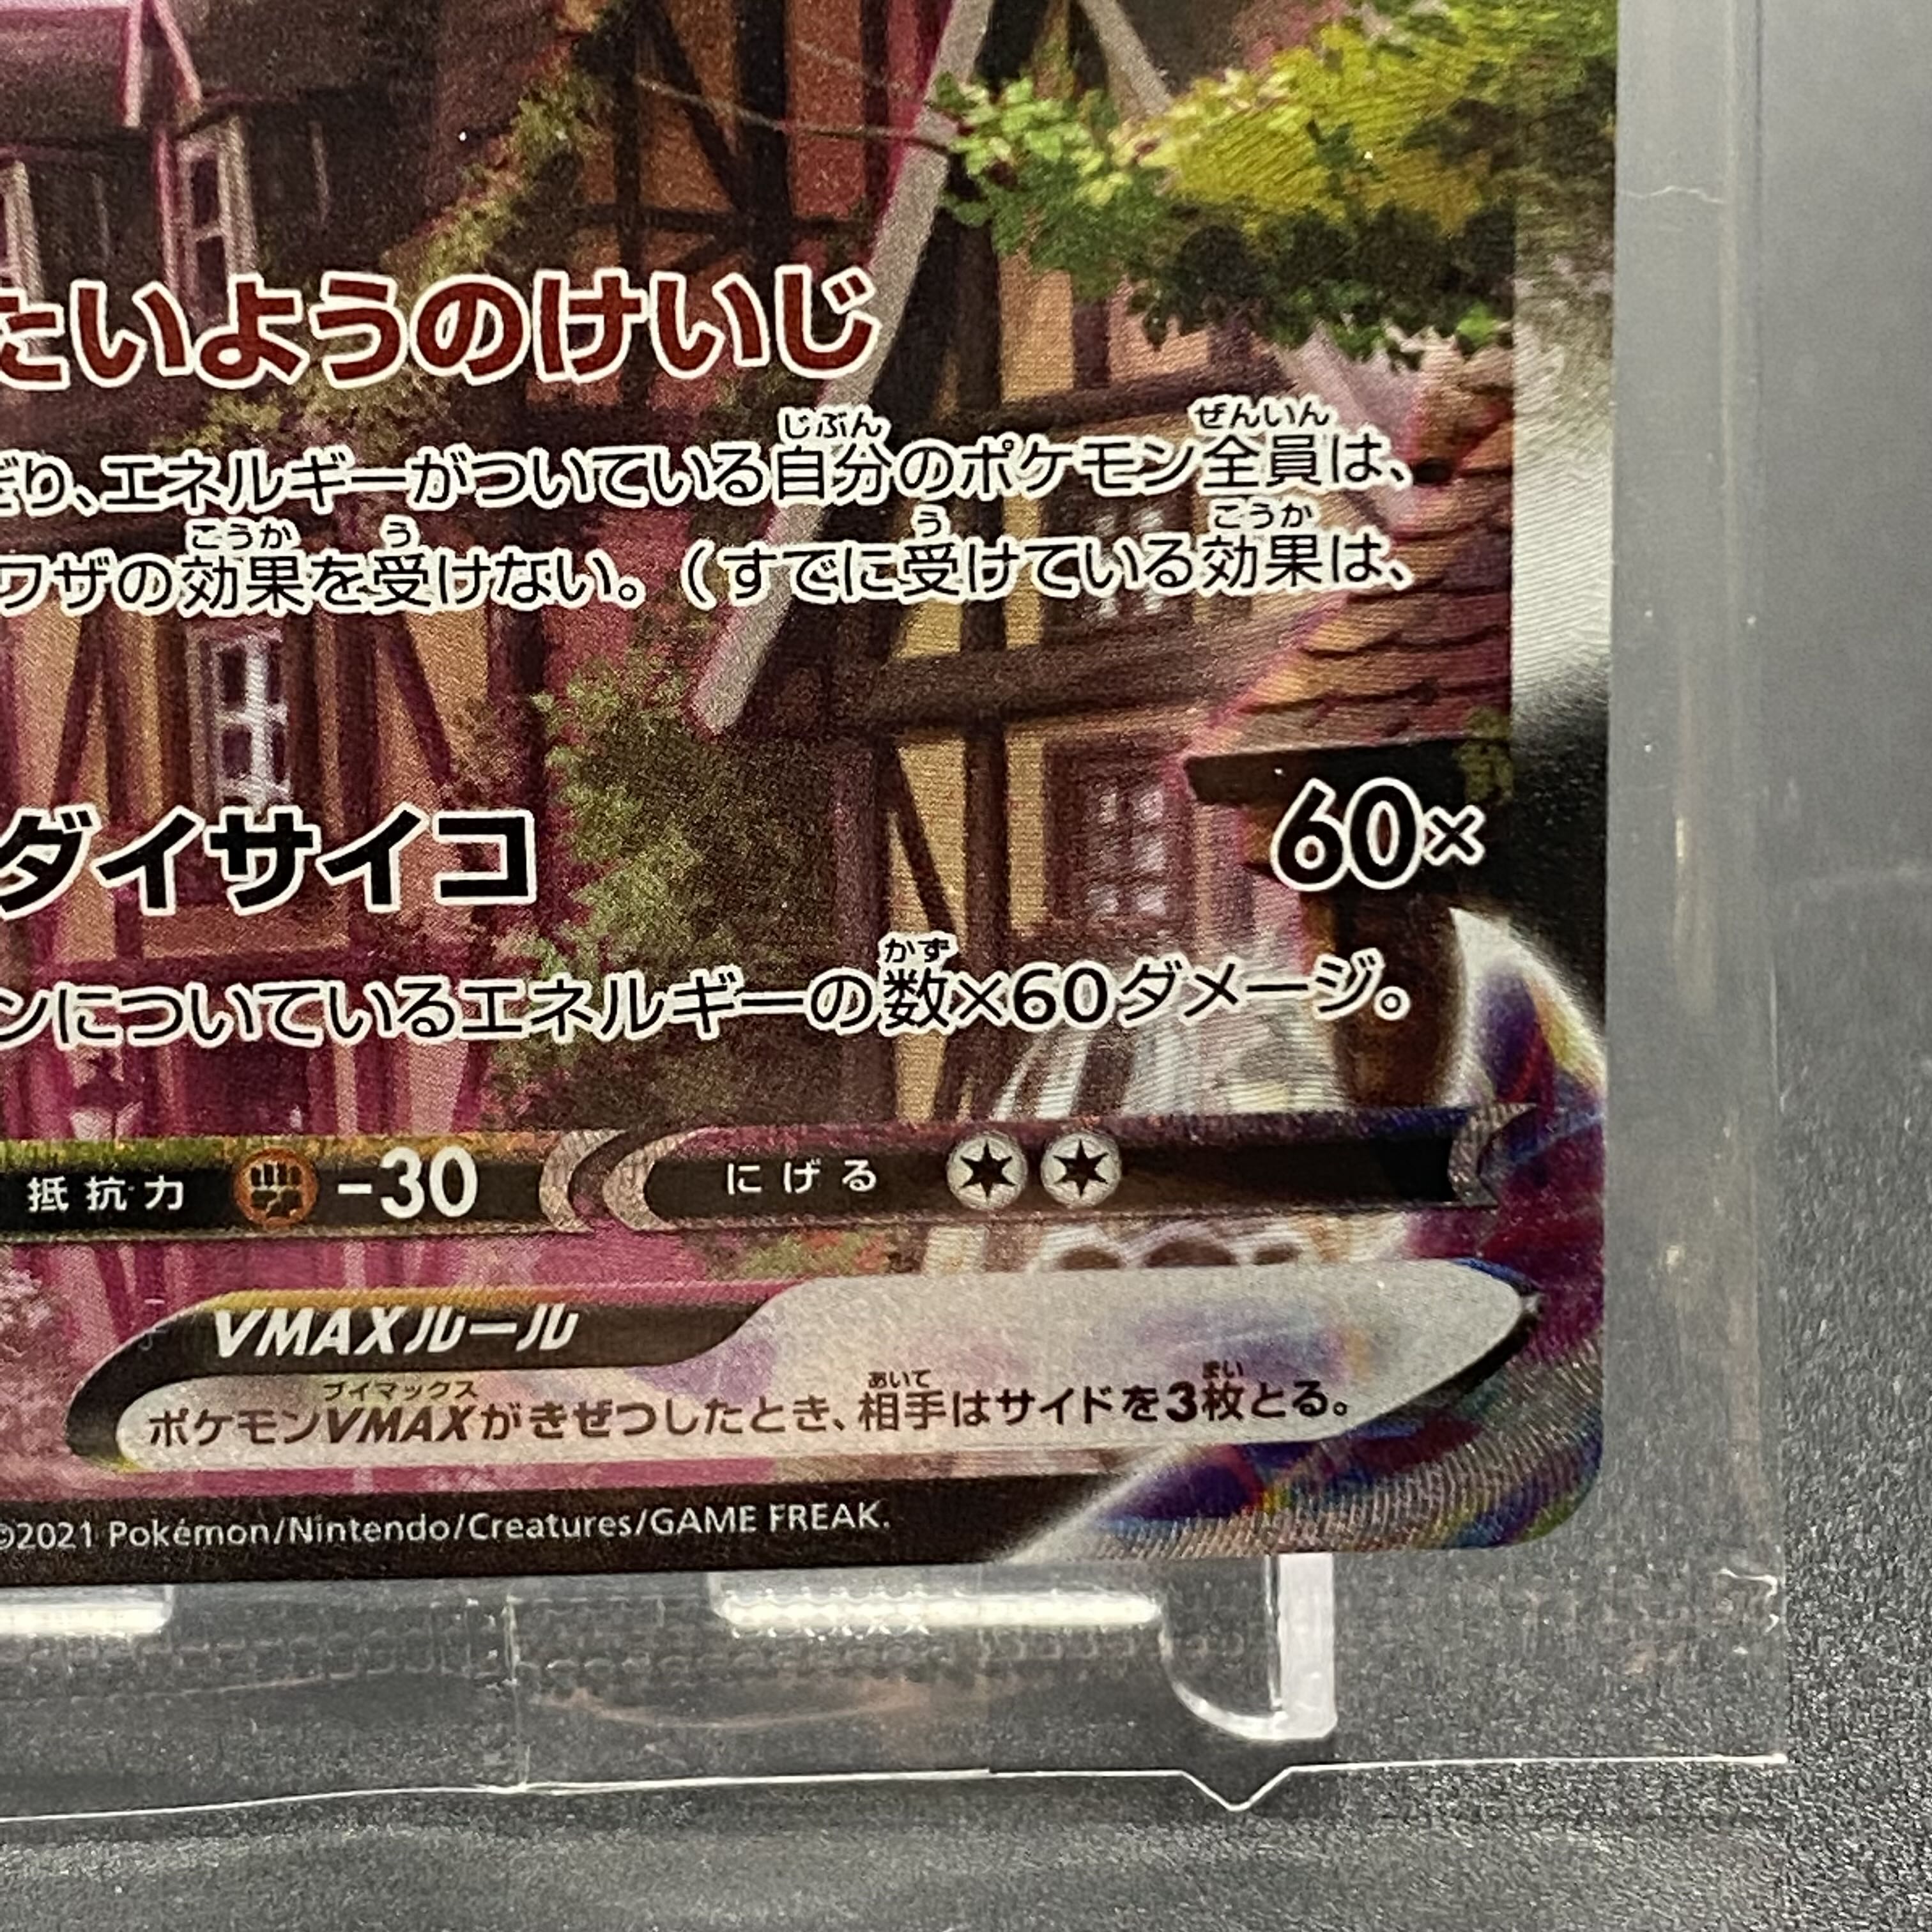 たいようのけいじ
じぶん ぜんいん
り、エネルギーがついている自分のポケモン全員は、
こうか う う こうか
ワザの効果を受けない。（すでに受けている効果は、
ダイサイコ 60×
かず
ンについているエネルギーの数×60ダメージ。
抵抗力 -30 にげる
VMAXルール
ブイマックス あいて まい
ポケモンVMAXがきぜつしたとき、相手はサイドを3枚とる。
©2021 Pokémon/Nintendo/Creatures/GAME FREAK.